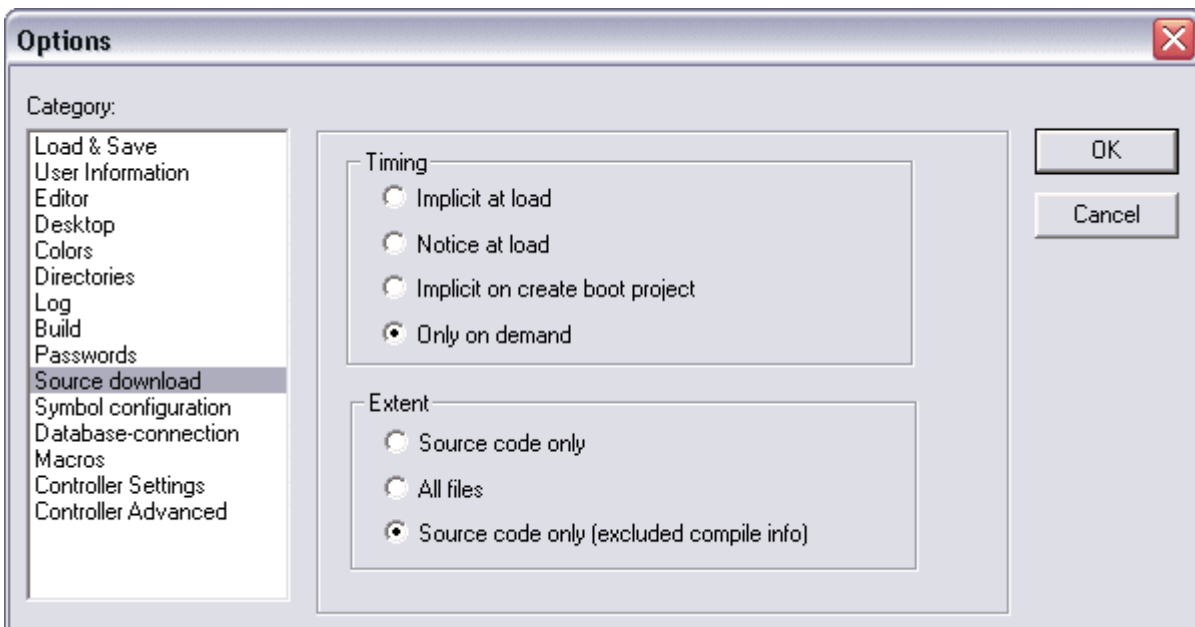 Options
Category:
Load & Save
User Information
Editor
Desktop
Colors
Directories
Log
Build
Passwords
Source download
Symbol configuration
Database-connection
Macros
Controller Settings
Controller Advanced
Timing
Implicit at load
Notice at load
Implicit on create boot project
Only on demand
Extent
Source code only
All files
Source code only (excluded compile info)
OK
Cancel